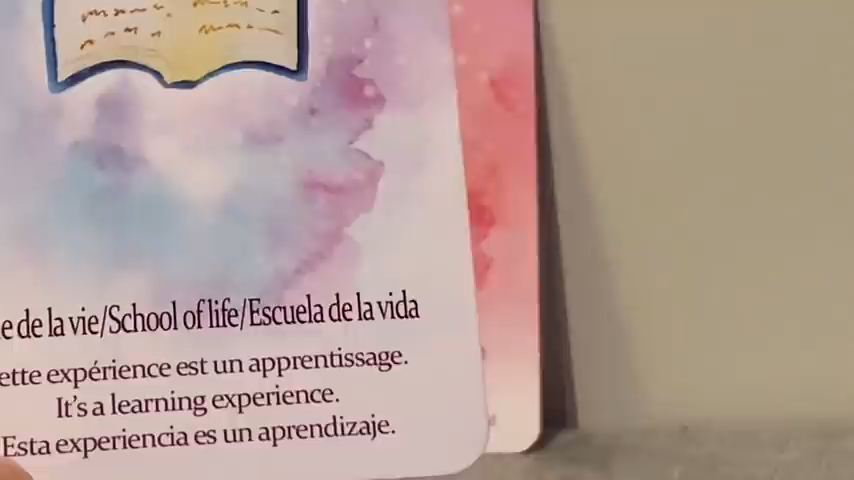 de la vie/School of life/Escuela de la vida
expérience est un apprentissage.
It's a learning experience.
Esta experiencia es un aprendizaje.